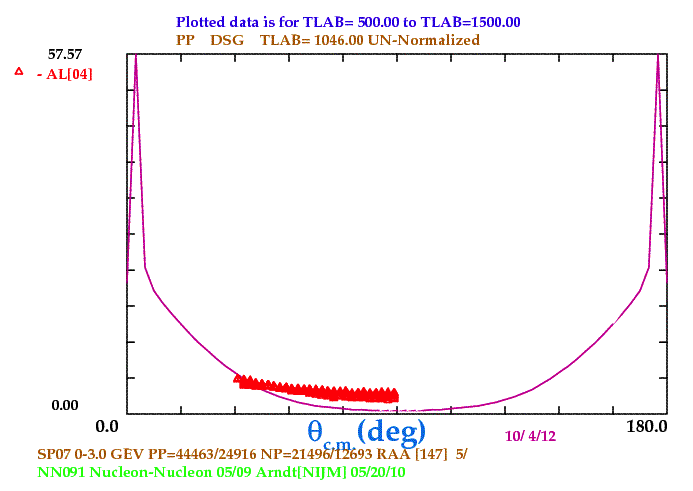 Plotted data is for TLAB= 500.00 to TLAB=1500.00
PP DSG TLAB= 1046.00 UN-Normalized
57.57
- AL[04]
0.00
0.0
θc.m. (deg)
180.0
10/ 4/12
SP07 0-3.0 GEV PP=44463/24916 NP=21496/12693 RAA [147] 5/
NN091 Nucleon-Nucleon 05/09 Arndt[NIJM] 05/20/10